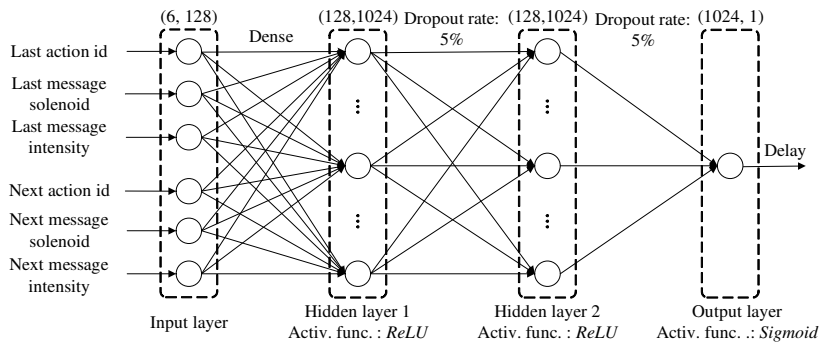 (6, 128)
(128,1024)
Dropout rate:
5%
(128,1024)
Dropout rate:
5%
(1024, 1)
Dense
Last action id
Last message
solenoid
Last message
intensity
Next action id
Next message
solenoid
Next message
intensity
Delay
Input layer
Hidden layer 1
Activ. func. : ReLU
Hidden layer 2
Activ. func. : ReLU
Output layer
Activ. func. .: Sigmoid